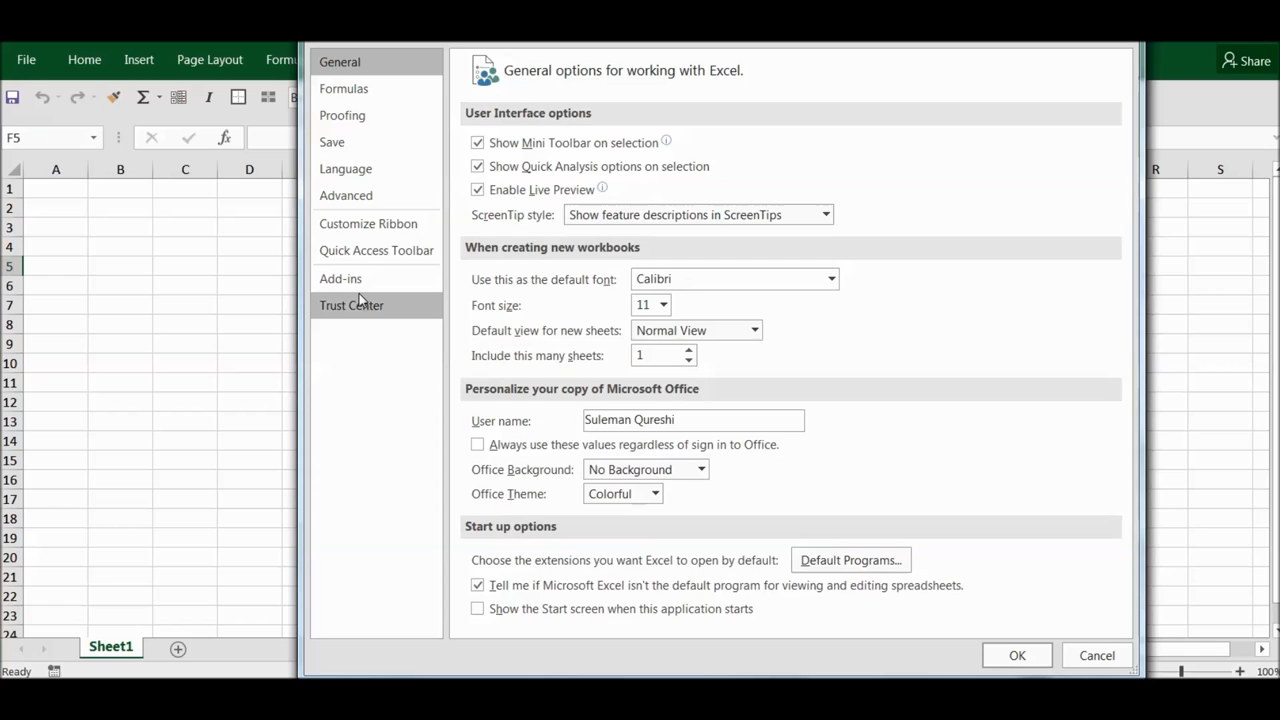 File Home Insert Page Layout Share
F5
General
Formulas
Proofing
Save
Language
Advanced
Customize Ribbon
Quick Access Toolbar
Add-ins
Trust Center
General options for working with Excel.
User Interface options
Show Mini Toolbar on selection
Show Quick Analysis options on selection
Enable Live Preview
ScreenTip style: Show feature descriptions in ScreenTips
When creating new workbooks
Use this as the default font: Calibri
Font size: 11
Default view for new sheets: Normal View
Include this many sheets: 1
Personalize your copy of Microsoft Office
User name: Suleman Qureshi
Always use these values regardless of sign in to Office.
Office Background: No Background
Office Theme: Colorful
Start up options
Choose the extensions you want Excel to open by default: Default Programs...
Tell me if Microsoft Excel isn't the default program for viewing and editing spreadsheets.
Show the Start screen when this application starts
OK Cancel
A B C D R S
1
2
3
4
5
6
7
8
9
10
11
12
13
14
15
16
17
18
19
20
21
22
23
24
Sheet1
Ready 100%